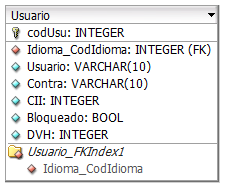 Usuario
codUsu: INTEGER
Idioma_CodIdioma: INTEGER (FK)
Usuario: VARCHAR(10)
Contra: VARCHAR(10)
CII: INTEGER
Bloqueado: BOOL
DVH: INTEGER
Usuario_FKIndex1
Idioma_CodIdioma